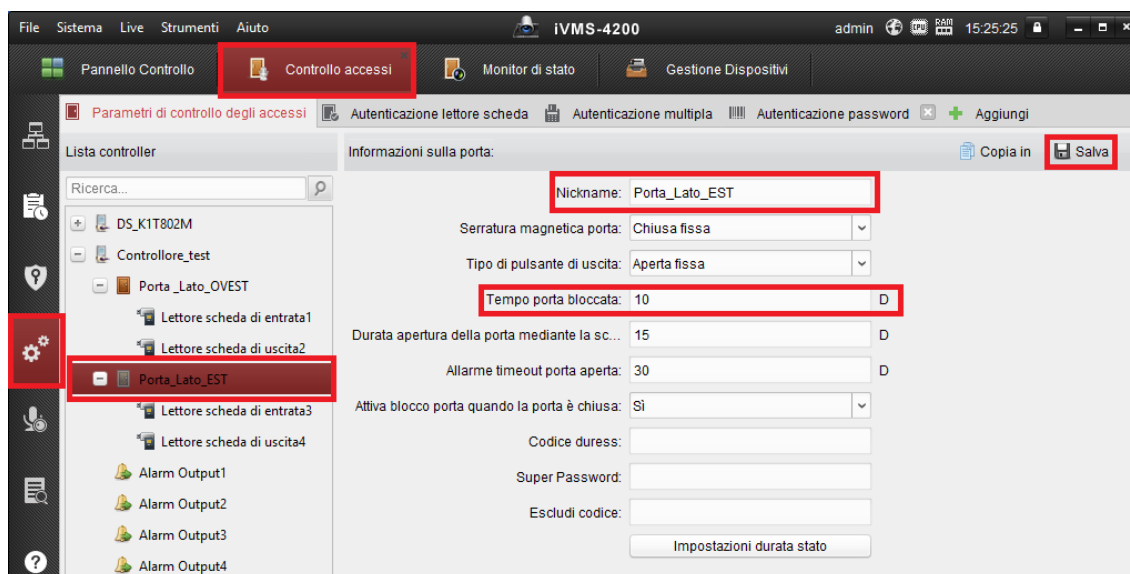 File Sistema Live Strumenti Aiuto iVMS-4200 admin CPU RAM 15:25:25
Pannello Controllo Controllo accessi Monitor di stato Gestione Dispositivi
Parametri di controllo degli accessi Autenticazione lettore scheda Autenticazione multipla Autenticazione password Aggiungi
Lista controller
Informazioni sulla porta: Copia in Salva
Ricerca...
DS_K1T802M
Controllore_test
Porta _Lato_OVEST
Lettore scheda di entrata1
Lettore scheda di uscita2
Porta_Lato_EST
Lettore scheda di entrata3
Lettore scheda di uscita4
Alarm Output1
Alarm Output2
Alarm Output3
Alarm Output4
Nickname: Porta_Lato_EST
Serratura magnetica porta: Chiusa fissa
Tipo di pulsante di uscita: Aperta fissa
Tempo porta bloccata: 10 D
Durata apertura della porta mediante la sc... 15 D
Allarme timeout porta aperta: 30 D
Attiva blocco porta quando la porta è chiusa: Sì
Codice duress:
Super Password:
Escludi codice:
Impostazioni durata stato